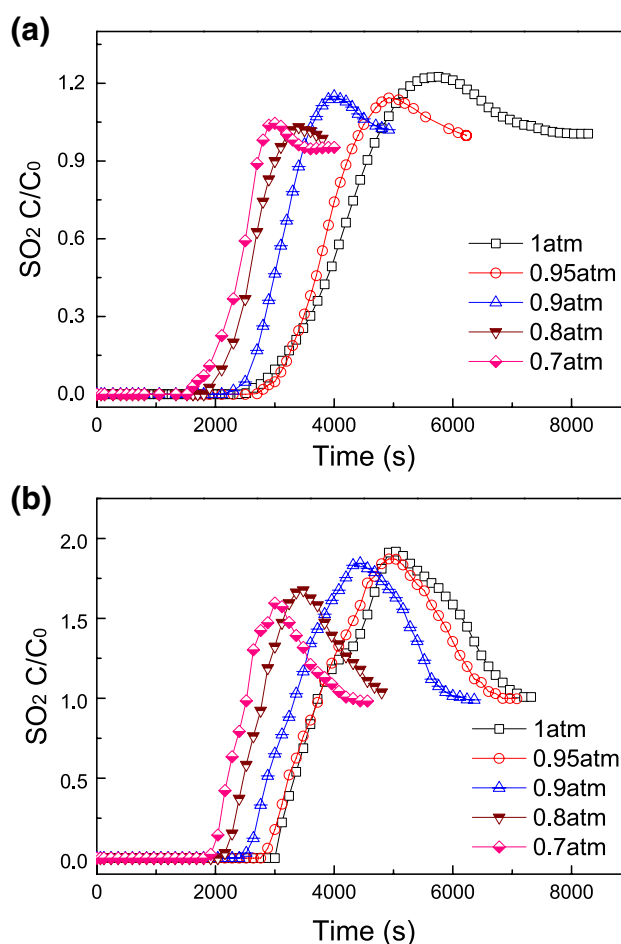 (a)
1.2
0.9
0.6
0.3
0.0
SO₂ C/C₀
1atm
0.95atm
0.9atm
0.8atm
0.7atm
0 2000 4000 6000 8000
Time (s)
(b)
2.0
1.5
1.0
0.5
0.0
SO₂ C/C₀
1atm
0.95atm
0.9atm
0.8atm
0.7atm
0 2000 4000 6000 8000
Time (s)